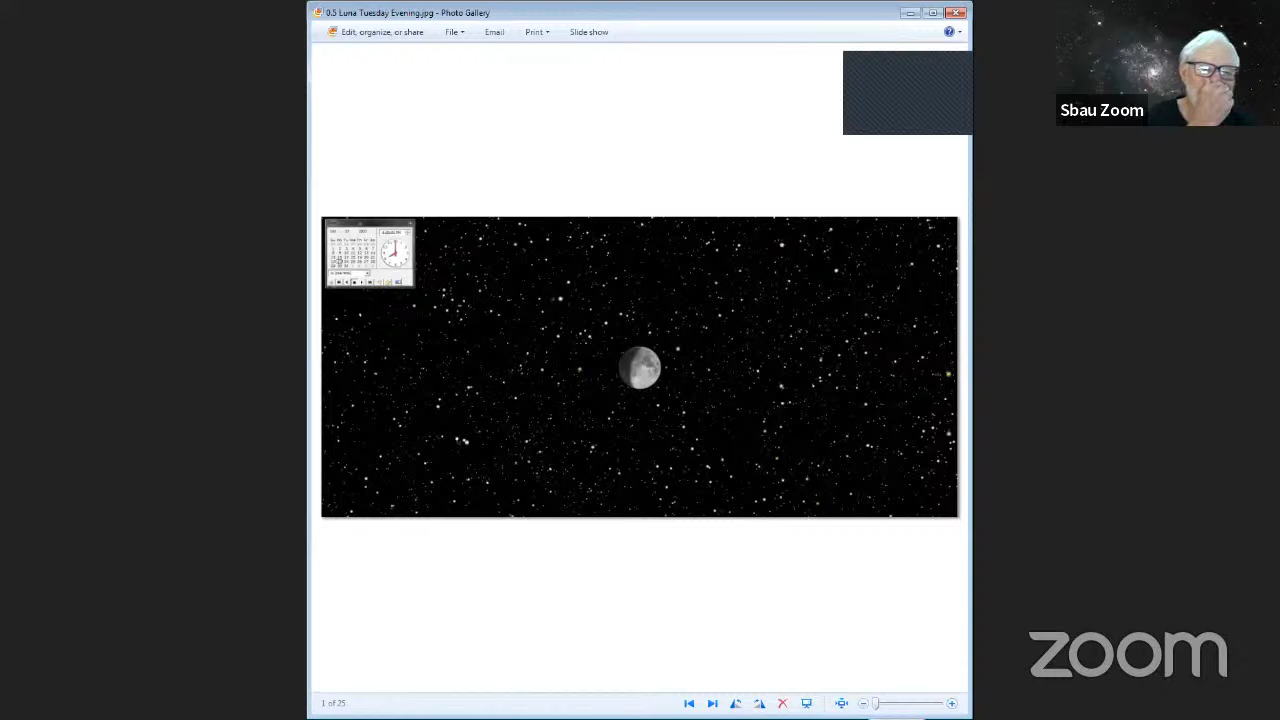 0.5 Luna Tuesday Evening.jpg - Photo Gallery
Edit, organize, or share File Email Print Slide show
Sbau Zoom
zoom
1 of 25